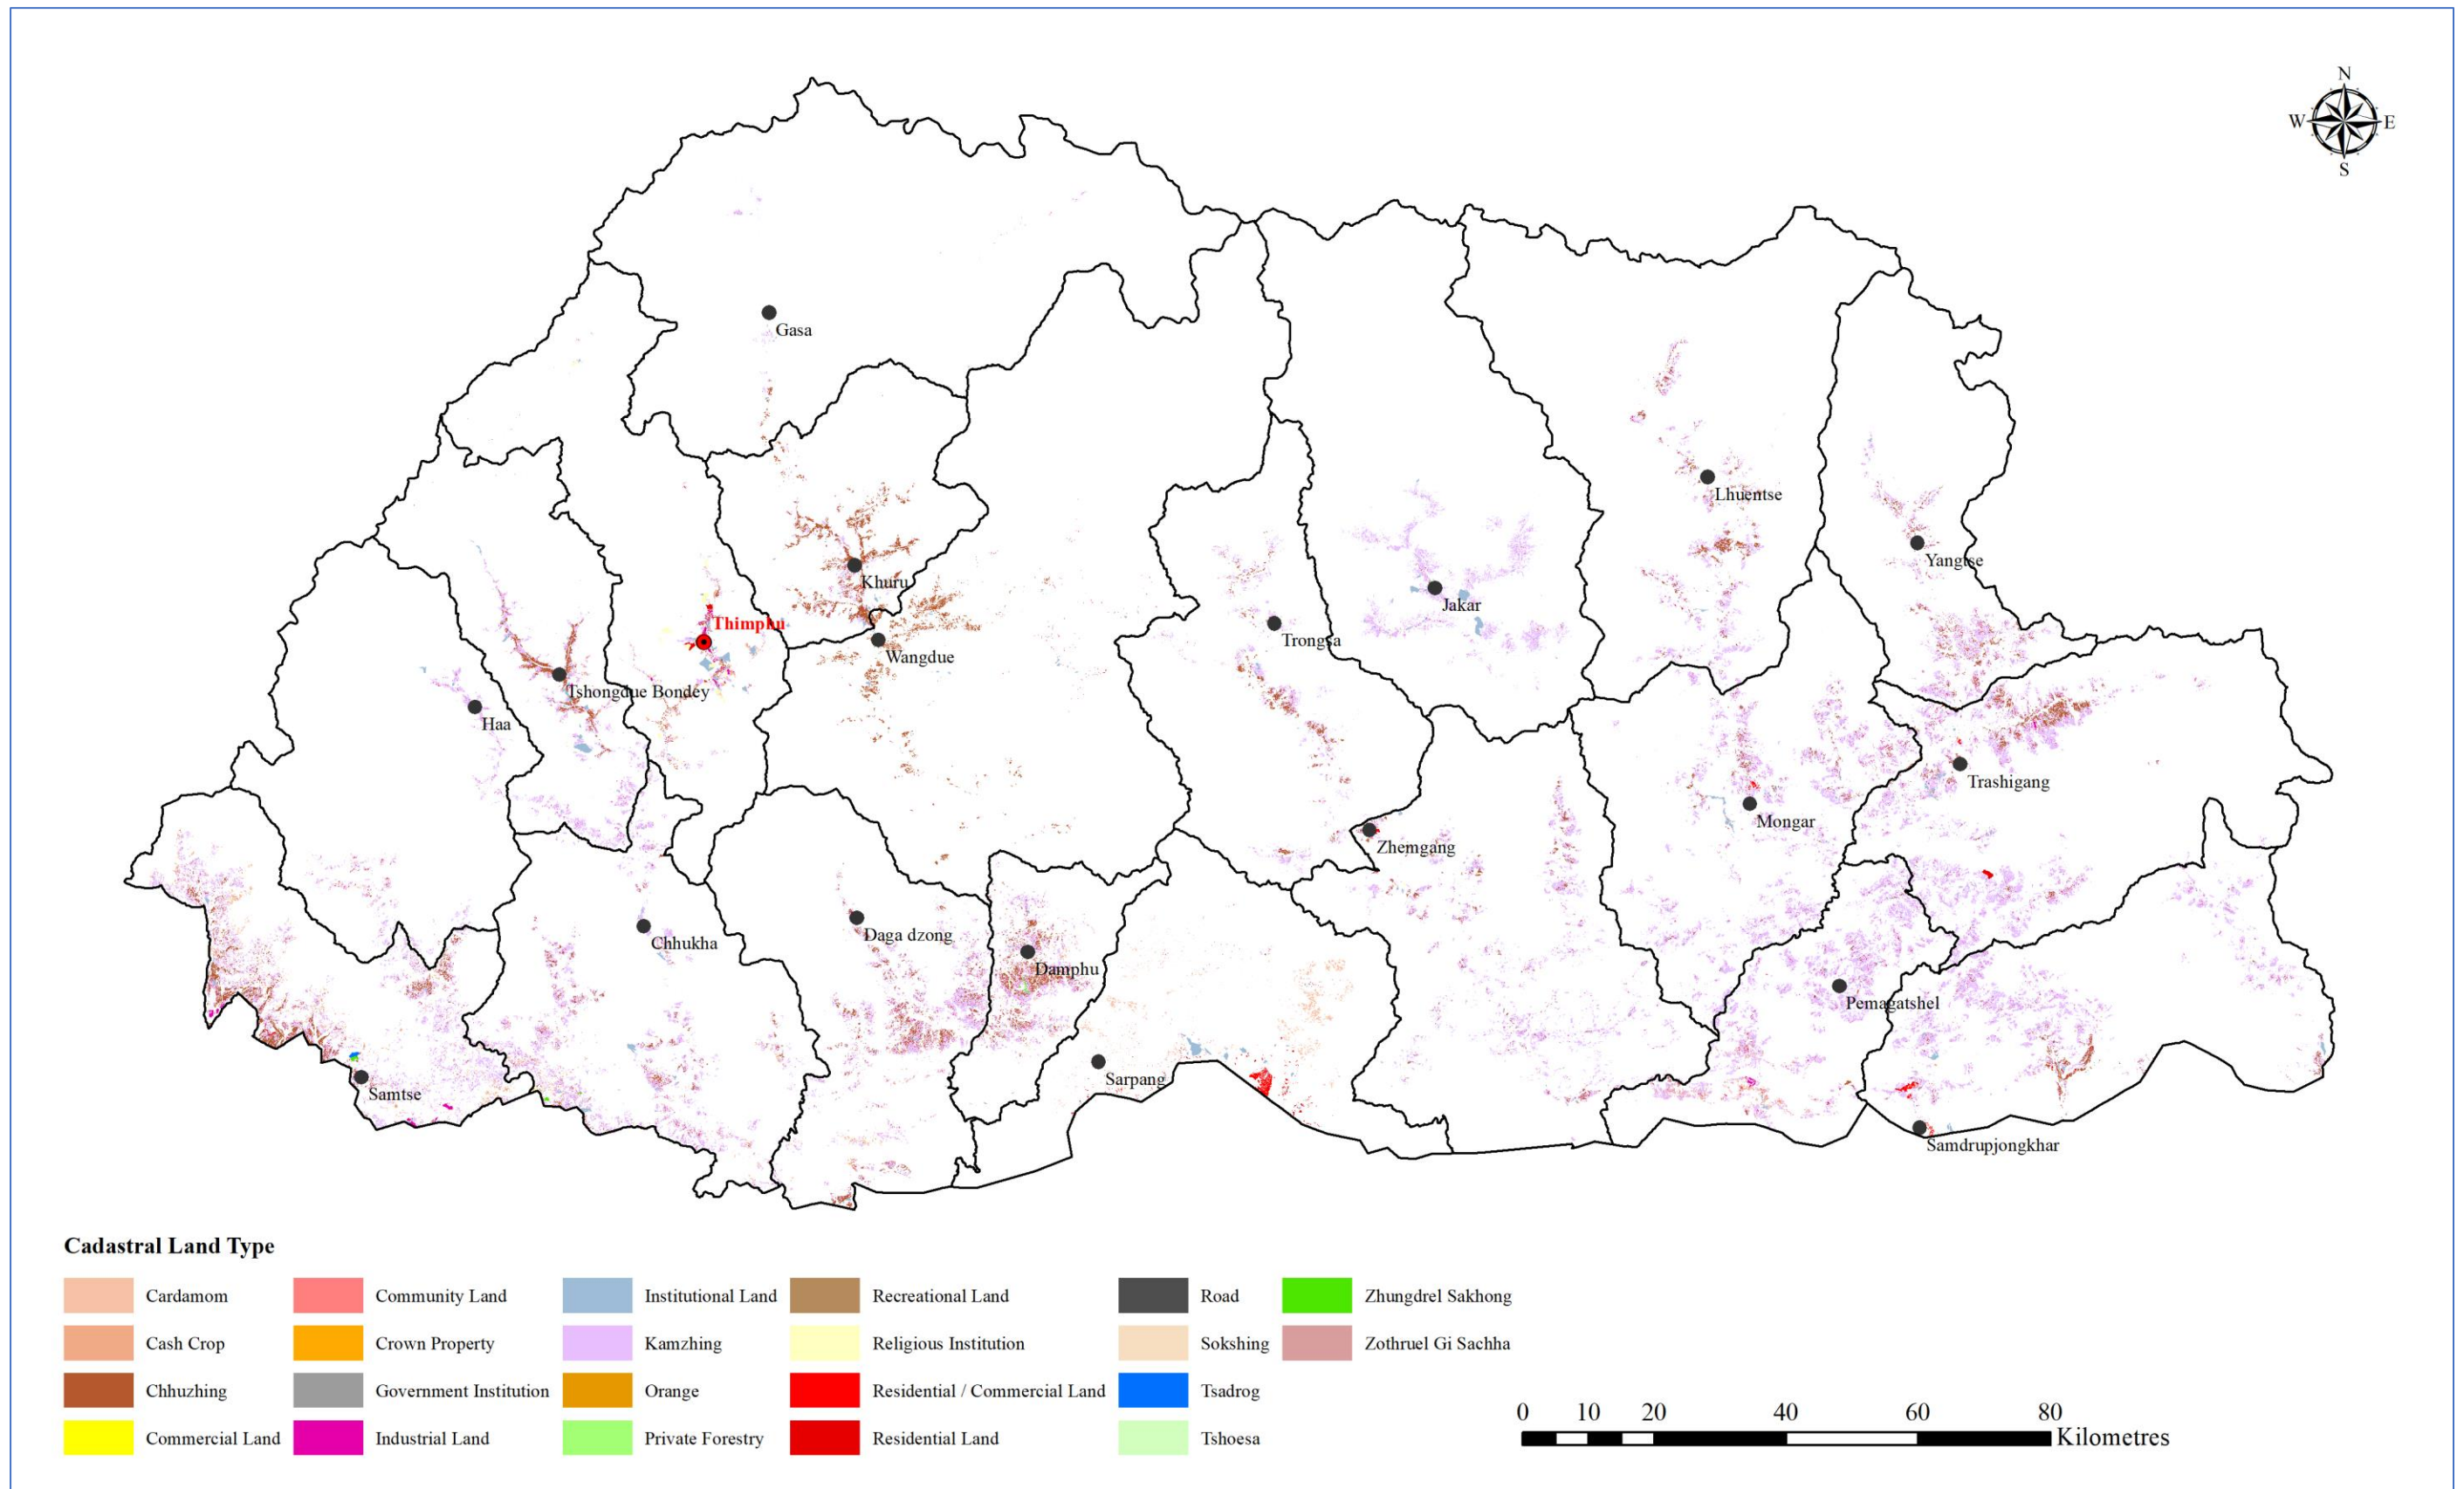 N
W E
S
Gasa
Lhuentse
Yangtse
Khuru
Jakar
Thimphu
Trongsa
Wangdue
Tshongdue Bondey
Haa
Trashigang
Mongar
Zhemgang
Daga dzong
Chhukha
Damphu
Pemagatshel
Sarpang
Samtse
Samdrupjongkhar
Cadastral Land Type
Cardamom
Cash Crop
Chhuzhing
Commercial Land
Community Land
Crown Property
Government Institution
Industrial Land
Institutional Land
Kamzhing
Orange
Private Forestry
Recreational Land
Religious Institution
Residential / Commercial Land
Residential Land
Road
Sokshing
Tsadrog
Tshoesa
Zhungdrel Sakhong
Zothruel Gi Sachha
0 10 20 40 60 80
Kilometres